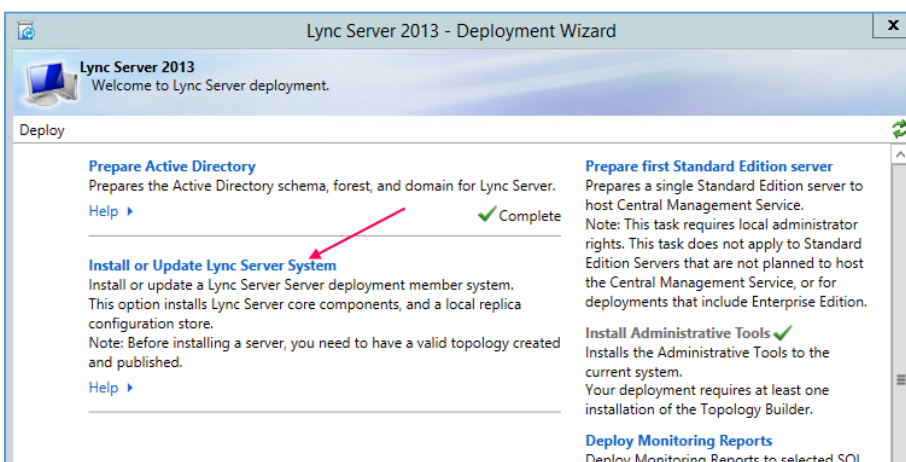 Lync Server 2013 - Deployment Wizard
x
Lync Server 2013
Welcome to Lync Server deployment.
Deploy
Prepare Active Directory
Prepares the Active Directory schema, forest, and domain for Lync Server.
Help
Complete
Install or Update Lync Server System
Install or update a Lync Server Server deployment member system.
This option installs Lync Server core components, and a local replica
configuration store.
Note: Before installing a server, you need to have a valid topology created
and published.
Help
Prepare first Standard Edition server
Prepares a single Standard Edition server to
host Central Management Service.
Note: This task requires local administrator
rights. This task does not apply to Standard
Edition Servers that are not planned to host
the Central Management Service, or for
deployments that include Enterprise Edition.
Install Administrative Tools
Installs the Administrative Tools to the
current system.
Your deployment requires at least one
installation of the Topology Builder.
Deploy Monitoring Reports
Deploy Monitoring Reports to selected SQL